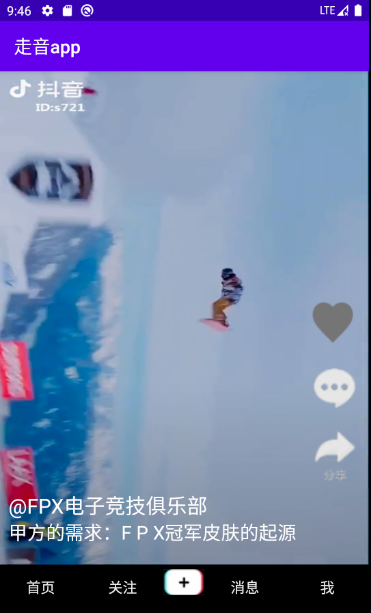 9:46 LTE
走音app
抖音
ID:s721
分享
@FPX电子竞技俱乐部
甲方的需求：F P X冠军皮肤的起源
首页 关注 + 消息 我